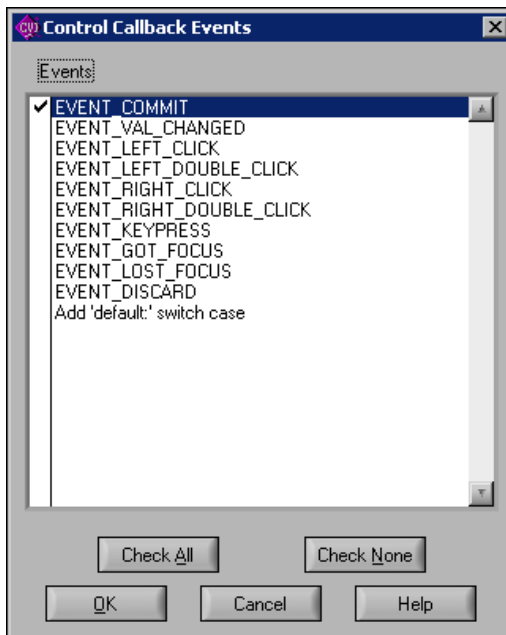 CVI Control Callback Events
Events
EVENT_COMMIT
EVENT_VAL_CHANGED
EVENT_LEFT_CLICK
EVENT_LEFT_DOUBLE_CLICK
EVENT_RIGHT_CLICK
EVENT_RIGHT_DOUBLE_CLICK
EVENT_KEYPRESS
EVENT_GOT_FOCUS
EVENT_LOST_FOCUS
EVENT_DISCARD
Add 'default:' switch case
Check All Check None
OK Cancel Help